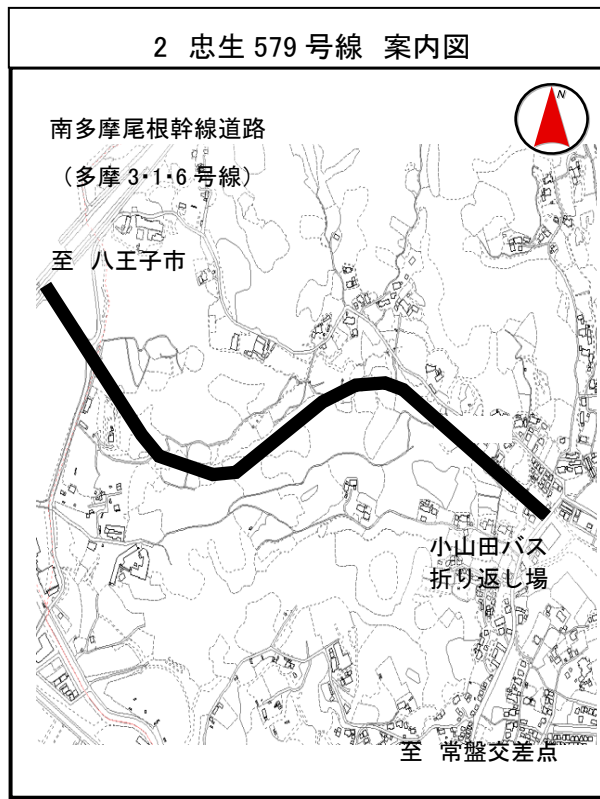 2 忠生 579 号線 案内図
N
南多摩尾根幹線道路
（多摩 3・1・6 号線）
至 八王子市
小山田バス
折り返し場
至 常盤交差点